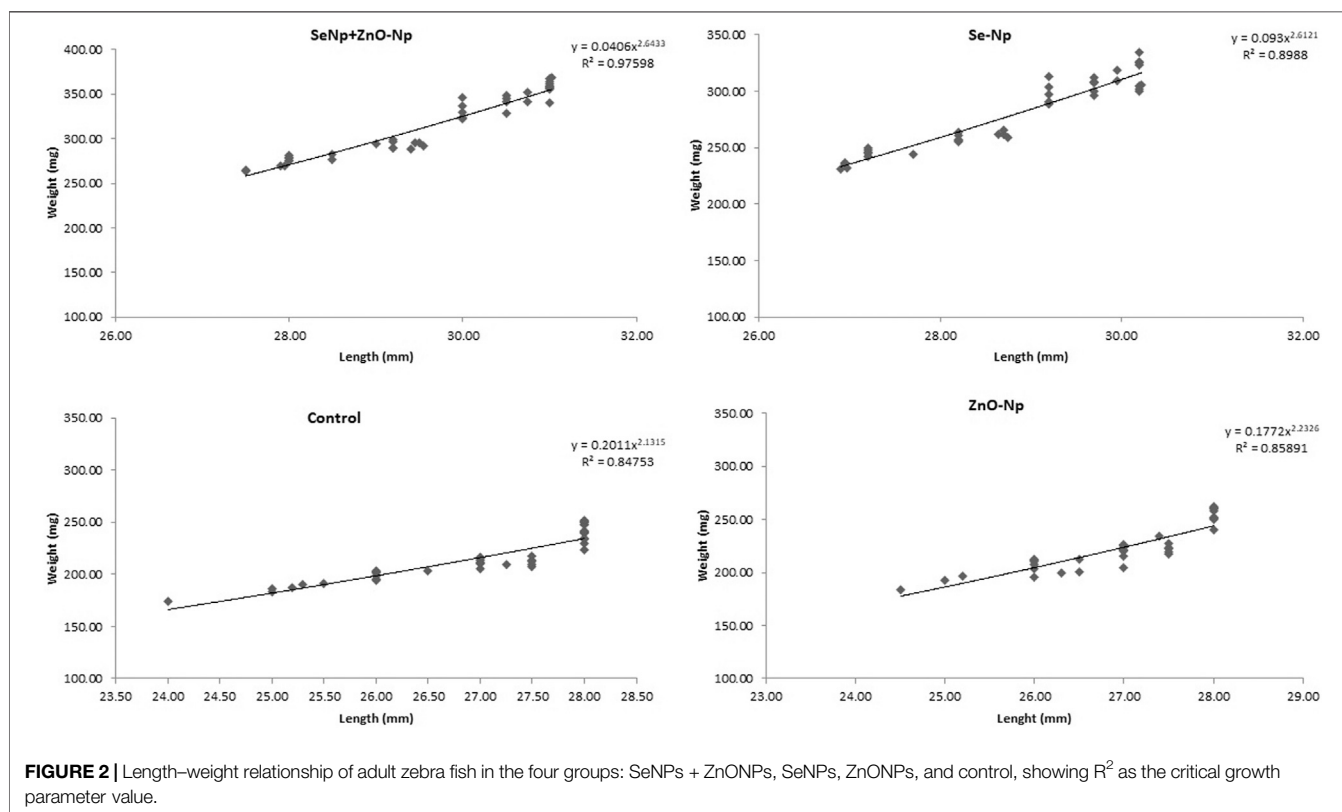 SeNp+ZnO-Np
y = 0.0406x^2.6433
R² = 0.97598
400.00
350.00
300.00
250.00
200.00
150.00
100.00
Weight (mg)
26.00 28.00 30.00 32.00
Length (mm)
Se-Np
y = 0.093x^2.6121
R² = 0.8988
350.00
300.00
250.00
200.00
150.00
100.00
Weight (mg)
26.00 28.00 30.00 32.00
Length (mm)
Control
y = 0.2011x^2.1315
R² = 0.84753
350.00
300.00
250.00
200.00
150.00
100.00
Weight (mg)
23.50 24.00 24.50 25.00 25.50 26.00 26.50 27.00 27.50 28.00 28.50
Length (mm)
ZnO-Np
y = 0.1772x^2.2326
R² = 0.85891
350.00
300.00
250.00
200.00
150.00
100.00
Weight (mg)
23.00 24.00 25.00 26.00 27.00 28.00 29.00
Lenght (mm)
FIGURE 2 | Length–weight relationship of adult zebra fish in the four groups: SeNPs + ZnONPs, SeNPs, ZnONPs, and control, showing R² as the critical growth
parameter value.